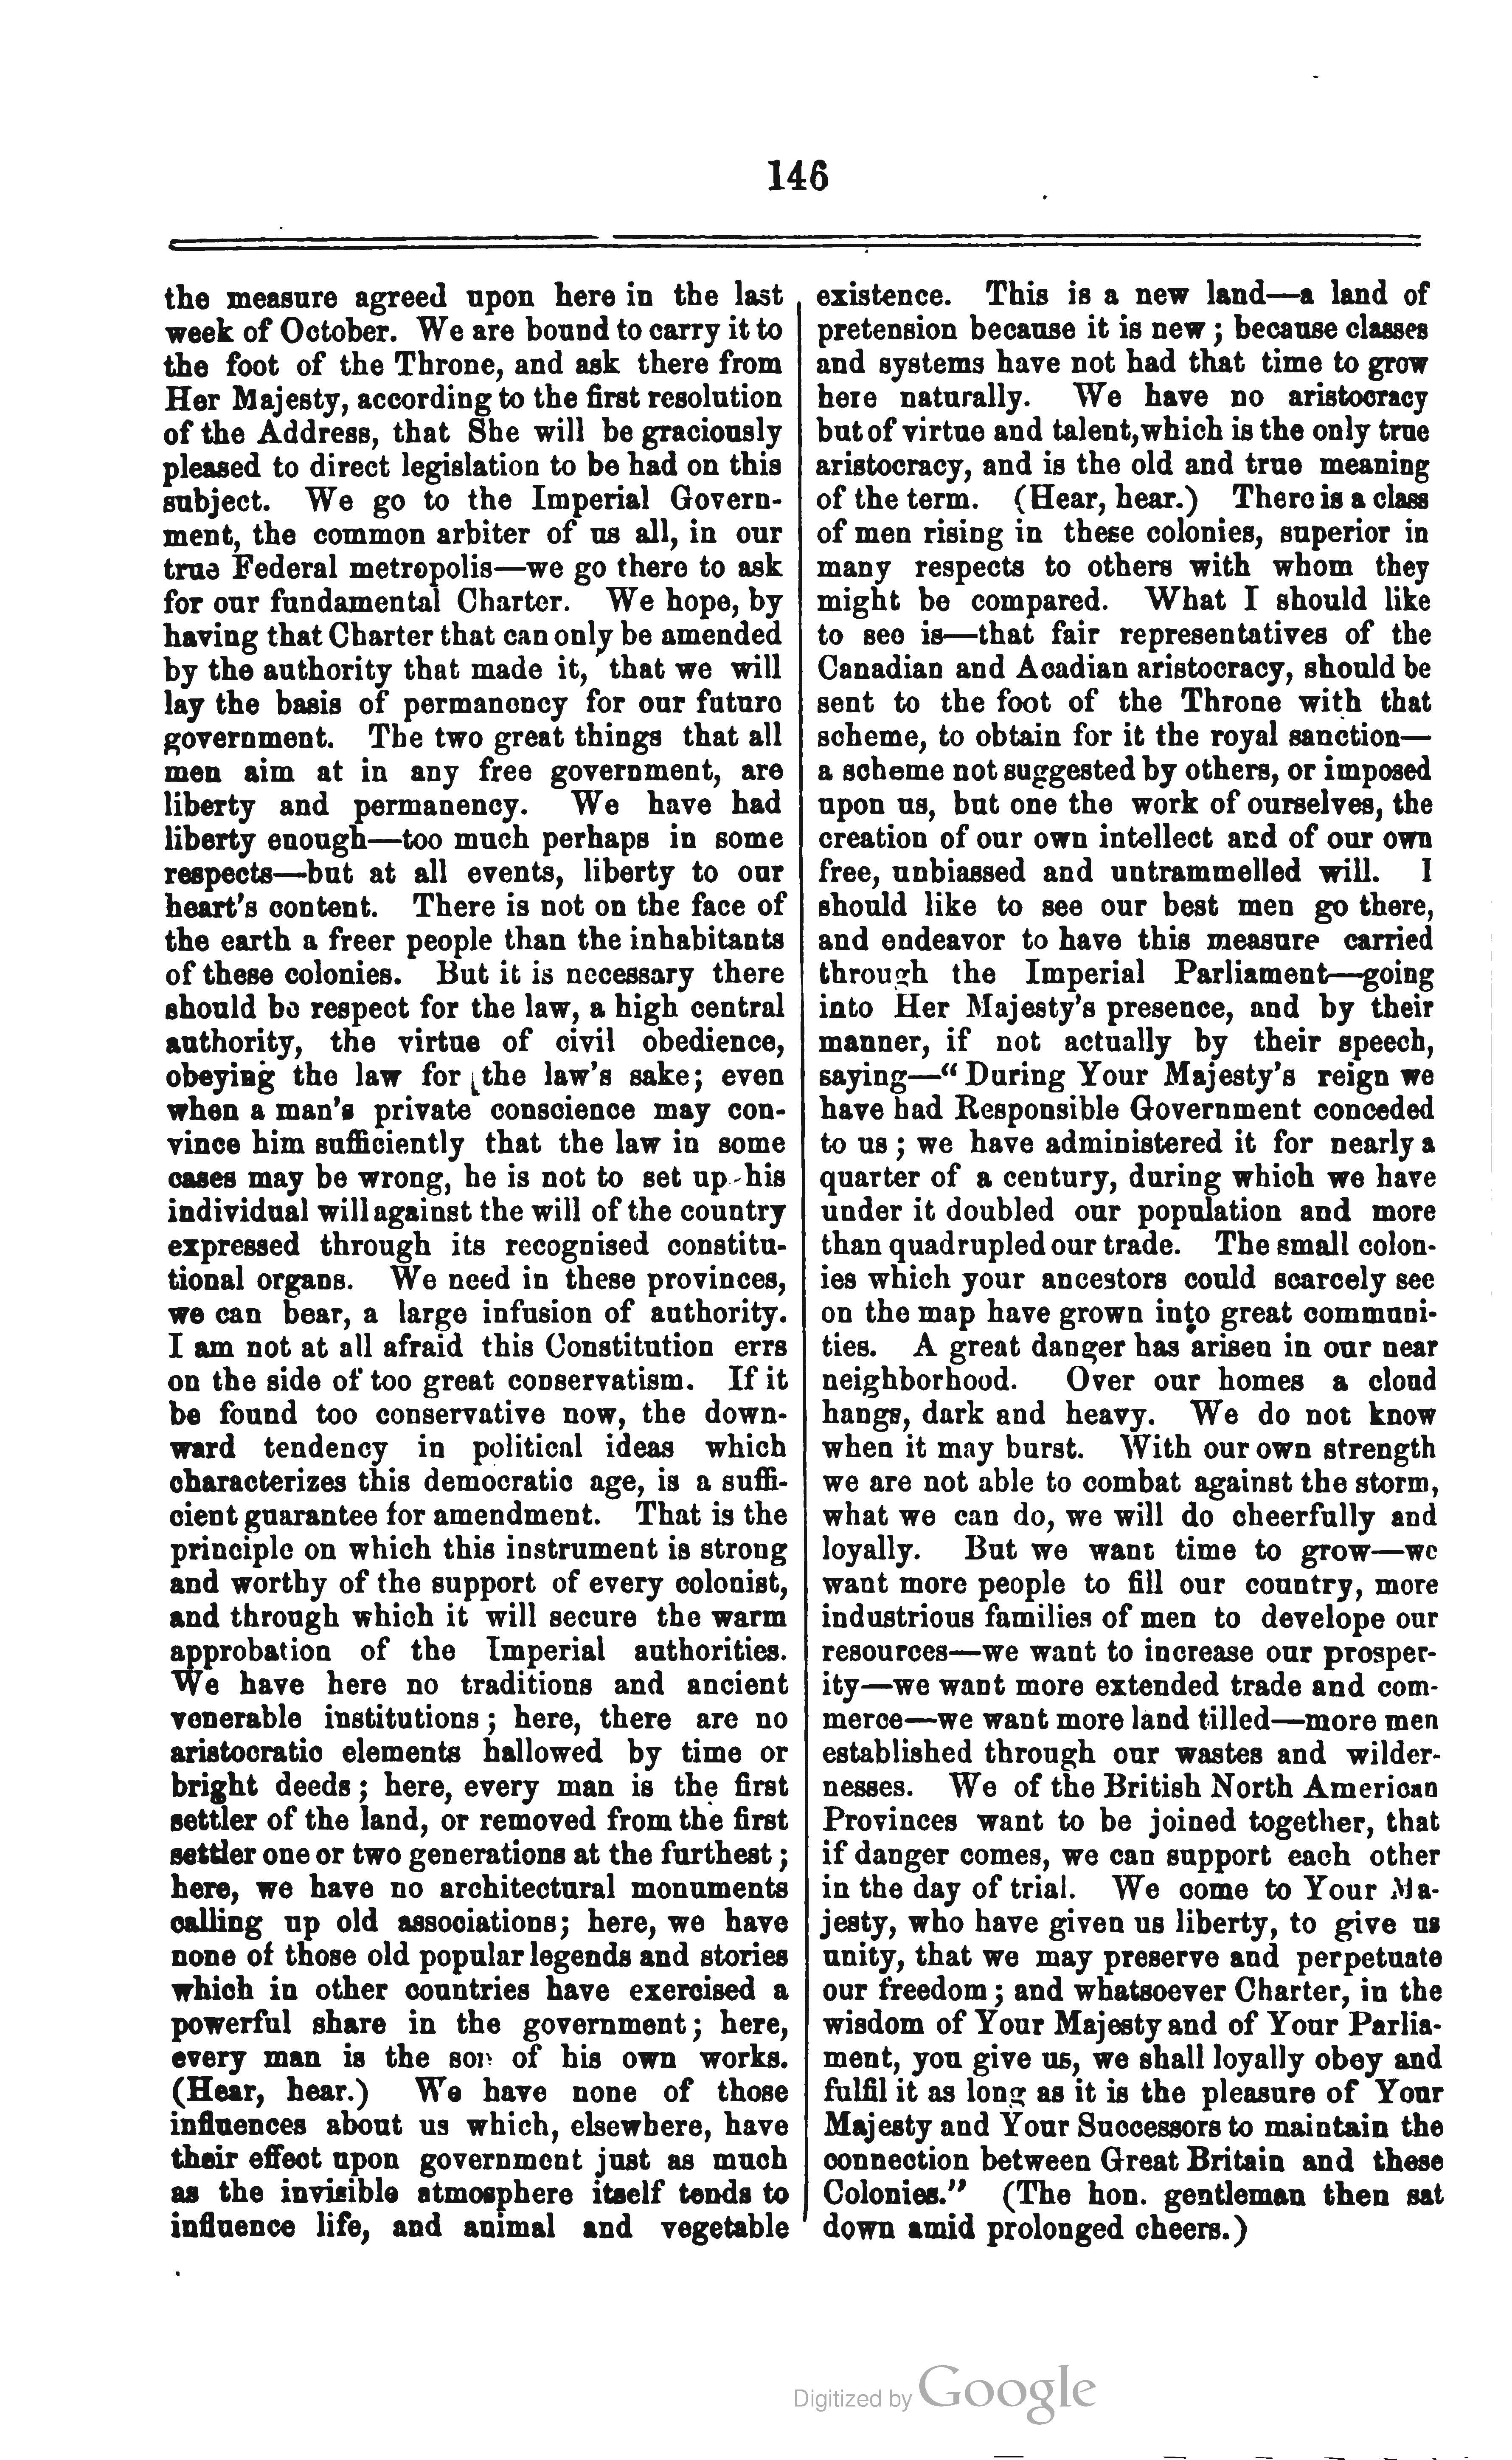 146
the measure agreed upon here in the last
week of October. We are bound to carry it to
the foot of the Throne, and ask there from
Her Majesty, according to the first resolution
of the Address, that She will be graciously
pleased to direct legislation to be had on this
subject. We go to the Imperial Govern-
ment, the common arbiter of us all, in our
true Federal metropolis—we go there to ask
for our fundamental Charter. We hope, by
having that Charter that can only be amended
by the authority that made it, that we will
lay the basis of permanency for our future
government. The two great things that all
men aim at in any free government, are
liberty and permanency. We have had
liberty enough—too much perhaps in some
respects—but at all events, liberty to our
heart's content. There is not on the face of
the earth a freer people than the inhabitants
of these colonies. But it is necessary there
should be respect for the law, a high central
authority, the virtue of civil obedience,
obeying the law for the law's sake; even
when a man's private conscience may con-
vince him sufficiently that the law in some
cases may be wrong, he is not to set up his
individual will against the will of the country
expressed through its recognised constitu-
tional organs. We need in these provinces,
we can bear, a large infusion of authority.
I am not at all afraid this Constitution errs
on the side of too great conservatism. If it
be found too conservative now, the down-
ward tendency in political ideas which
characterizes this democratic age, is a suffi-
cient guarantee for amendment. That is the
principle on which this instrument is strong
and worthy of the support of every colonist,
and through which it will secure the warm
approbation of the Imperial authorities.
We have here no traditions and ancient
venerable institutions; here, there are no
aristocratic elements hallowed by time or
bright deeds; here, every man is the first
settler of the land, or removed from the first
settler one or two generations at the furthest;
here, we have no architectural monuments
calling up old associations; here, we have
none of those old popular legends and stories
which in other countries have exercised a
powerful share in the government; here,
every man is the son of his own works.
(Hear, hear.) We have none of those
influences about us which, elsewhere, have
their effect upon government just as much
as the invisible atmosphere itself tends to
influence life, and animal and vegetable
existence. This is a new land—a land of
pretension because it is new; because classes
and systems have not had that time to grow
here naturally. We have no aristocracy
but of virtue and talent, which is the only true
aristocracy, and is the old and true meaning
of the term. (Hear, hear.) There is a class
of men rising in these colonies, superior in
many respects to others with whom they
might be compared. What I should like
to see is—that fair representatives of the
Canadian and Acadian aristocracy, should be
sent to the foot of the Throne with that
scheme, to obtain for it the royal sanction—
a scheme not suggested by others, or imposed
upon us, but one the work of ourselves, the
creation of our own intellect and of our own
free, unbiassed and untrammelled will. I
should like to see our best men go there,
and endeavor to have this measure carried
through the Imperial Parliament—going
into Her Majesty's presence, and by their
manner, if not actually by their speech,
saying—"During Your Majesty's reign we
have had Responsible Government conceded
to us; we have administered it for nearly a
quarter of a century, during which we have
under it doubled our population and more
than quadrupled our trade. The small colon-
ies which your ancestors could scarcely see
on the map have grown into great communi-
ties. A great danger has arisen in our near
neighborhood. Over our homes a cloud
hangs, dark and heavy. We do not know
when it may burst. With our own strength
we are not able to combat against the storm,
what we can do, we will do cheerfully and
loyally. But we want time to grow—we
want more people to fill our country, more
industrious families of men to develope our
resources—we want to increase our prosper-
ity—we want more extended trade and com-
merce—we want more land tilled—more men
established through our wastes and wilder-
nesses. We of the British North American
Provinces want to be joined together, that
if danger comes, we can support each other
in the day of trial. We come to Your Ma-
jesty, who have given us liberty, to give us
unity, that we may preserve and perpetuate
our freedom; and whatsoever Charter, in the
wisdom of Your Majesty and of Your Parlia-
ment, you give us, we shall loyally obey and
fulfil it as long as it is the pleasure of Your
Majesty and Your Successors to maintain the
connection between Great Britain and these
Colonies." (The hon. gentleman then sat
down amid prolonged cheers.)
Digitized by Google